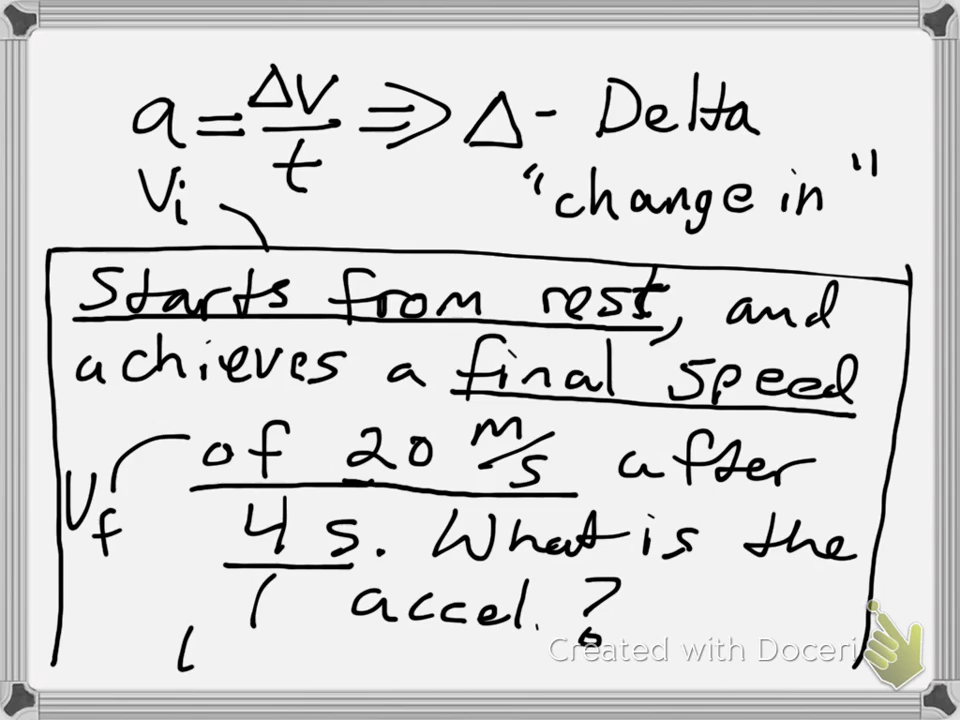 a = ΔV/t ⇒ Δ - Delta
"change in"
Vi
Starts from rest, and
achieves a final speed
of 20 m/s after
Vf
4 s. What is the
accel.?
Created with Doceri